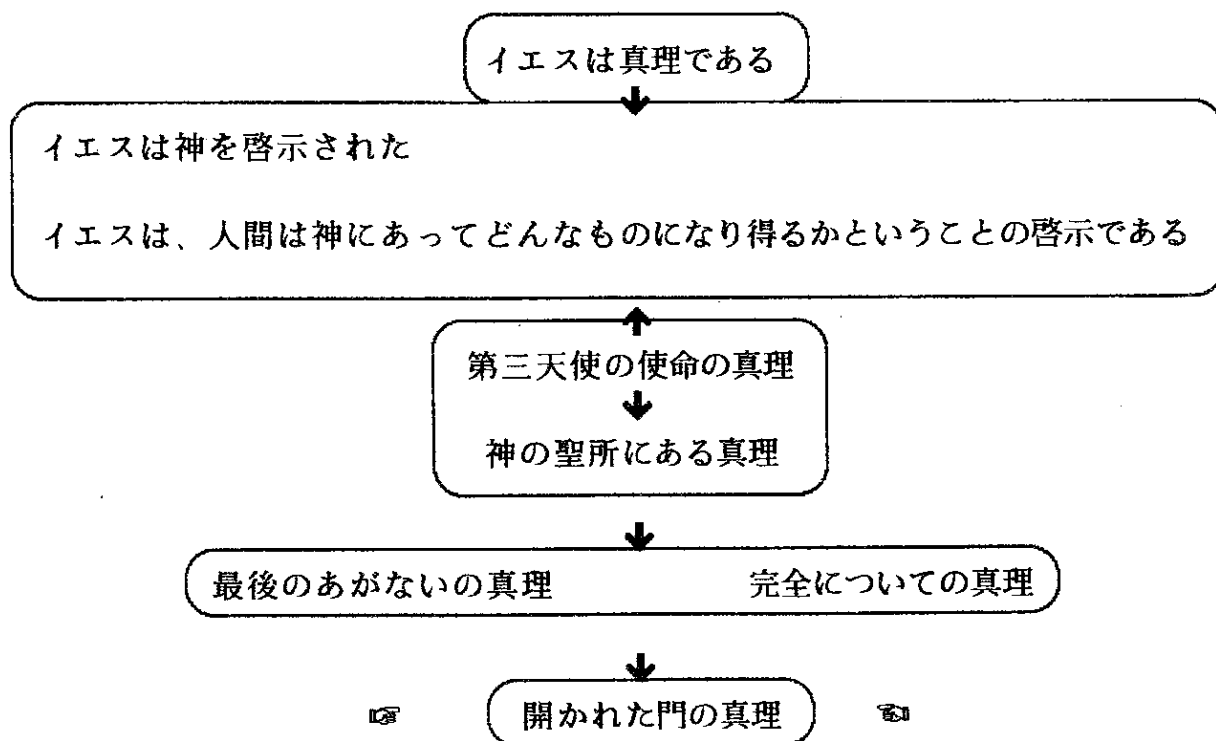 イエスは真理である
イエスは神を啓示された
イエスは、人間は神にあってどんなものになり得るかということの啓示である
第三天使の使命の真理
神の聖所にある真理
最後のあがないの真理 完全についての真理
開かれた門の真理